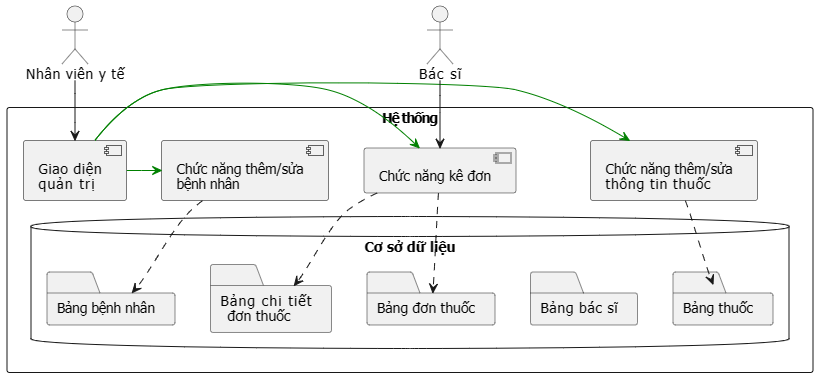 Nhân viên y tế
Bác sĩ
Hệ thống
Giao diện
quản trị
Chức năng thêm/sửa
bệnh nhân
Chức năng kê đơn
Chức năng thêm/sửa
thông tin thuốc
Cơ sở dữ liệu
Bảng bệnh nhân
Bảng chi tiết
đơn thuốc
Bảng đơn thuốc
Bảng bác sĩ
Bảng thuốc